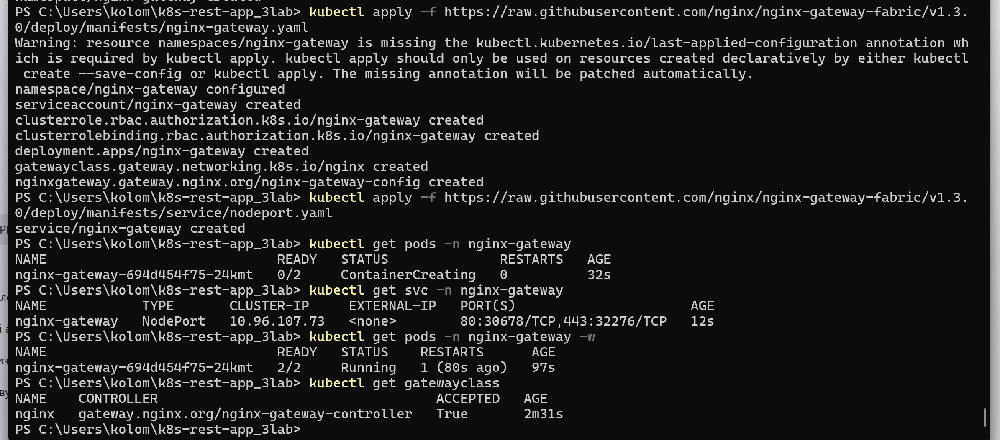 PS C:\Users\kolom\k8s-rest-app_3lab> kubectl apply -f https://raw.githubusercontent.com/nginx/nginx-gateway-fabric/v1.3.
0/deploy/manifests/nginx-gateway.yaml
Warning: resource namespaces/nginx-gateway is missing the kubectl.kubernetes.io/last-applied-configuration annotation wh
ich is required by kubectl apply. kubectl apply should only be used on resources created declaratively by either kubectl
 create --save-config or kubectl apply. The missing annotation will be patched automatically.
namespace/nginx-gateway configured
serviceaccount/nginx-gateway created
clusterrole.rbac.authorization.k8s.io/nginx-gateway created
clusterrolebinding.rbac.authorization.k8s.io/nginx-gateway created
deployment.apps/nginx-gateway created
gatewayclass.gateway.networking.k8s.io/nginx created
nginxgateway.gateway.nginx.org/nginx-gateway-config created
PS C:\Users\kolom\k8s-rest-app_3lab> kubectl apply -f https://raw.githubusercontent.com/nginx/nginx-gateway-fabric/v1.3.
0/deploy/manifests/service/nodeport.yaml
service/nginx-gateway created
PS C:\Users\kolom\k8s-rest-app_3lab> kubectl get pods -n nginx-gateway
NAME                             READY   STATUS              RESTARTS   AGE
nginx-gateway-694d454f75-24kmt   0/2     ContainerCreating   0          32s
PS C:\Users\kolom\k8s-rest-app_3lab> kubectl get svc -n nginx-gateway
NAME            TYPE       CLUSTER-IP     EXTERNAL-IP   PORT(S)                      AGE
nginx-gateway   NodePort   10.96.107.73   <none>        80:30678/TCP,443:32276/TCP   12s
PS C:\Users\kolom\k8s-rest-app_3lab> kubectl get pods -n nginx-gateway -w
NAME                             READY   STATUS    RESTARTS      AGE
nginx-gateway-694d454f75-24kmt   2/2     Running   1 (80s ago)   97s
PS C:\Users\kolom\k8s-rest-app_3lab> kubectl get gatewayclass
NAME    CONTROLLER                                   ACCEPTED   AGE
nginx   gateway.nginx.org/nginx-gateway-controller   True       2m31s
PS C:\Users\kolom\k8s-rest-app_3lab>